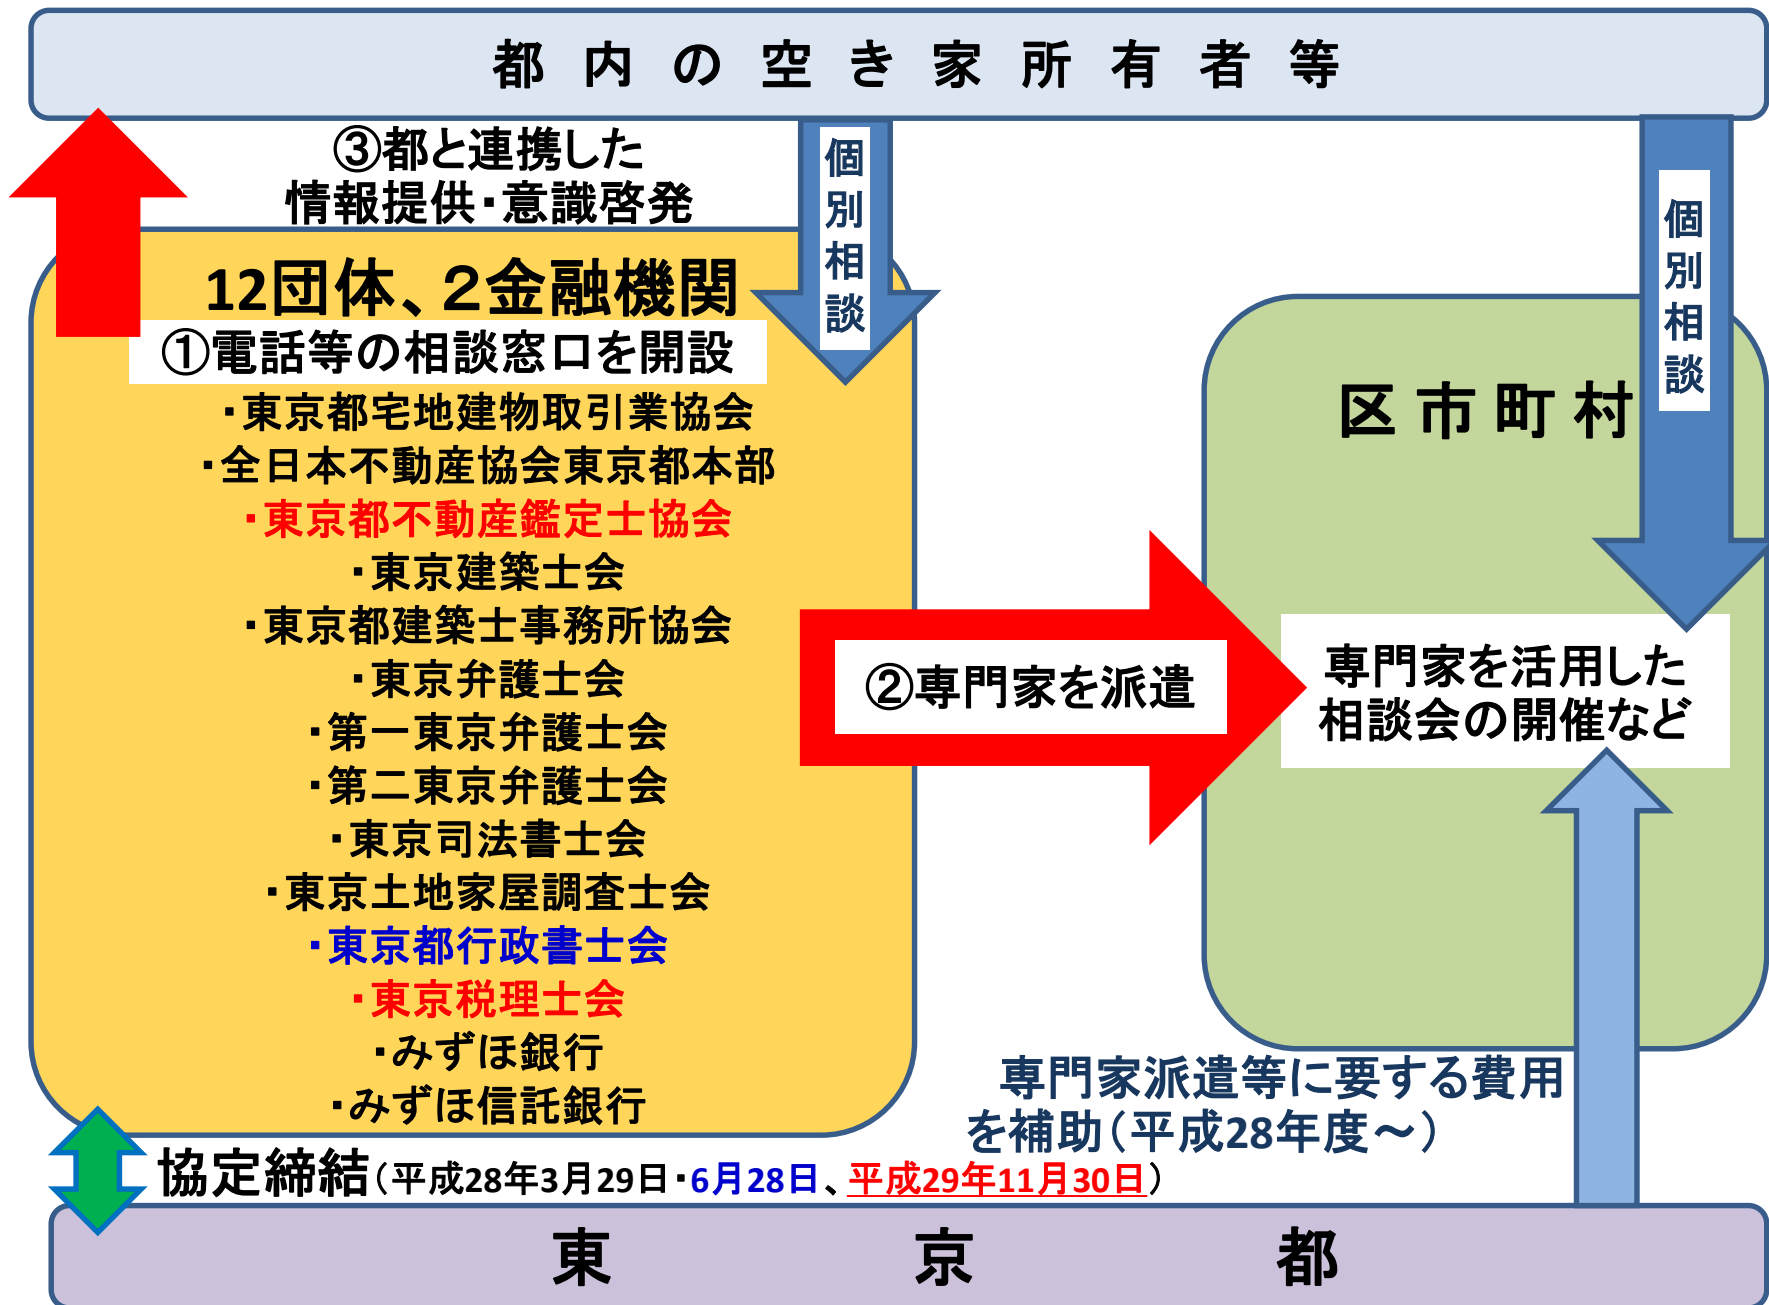 都内の空き家所有者等
③都と連携した
情報提供・意識啓発
個別相談
個別相談
12団体、２金融機関
①電話等の相談窓口を開設
・東京都宅地建物取引業協会
・全日本不動産協会東京都本部
・東京都不動産鑑定士協会
・東京建築士会
・東京都建築士事務所協会
・東京弁護士会
・第一東京弁護士会
・第二東京弁護士会
・東京司法書士会
・東京土地家屋調査士会
・東京都行政書士会
・東京税理士会
・みずほ銀行
・みずほ信託銀行
②専門家を派遣
区市町村
専門家を活用した
相談会の開催など
専門家派遣等に要する費用
を補助（平成28年度～）
協定締結（平成28年3月29日・6月28日、平成29年11月30日）
東京都